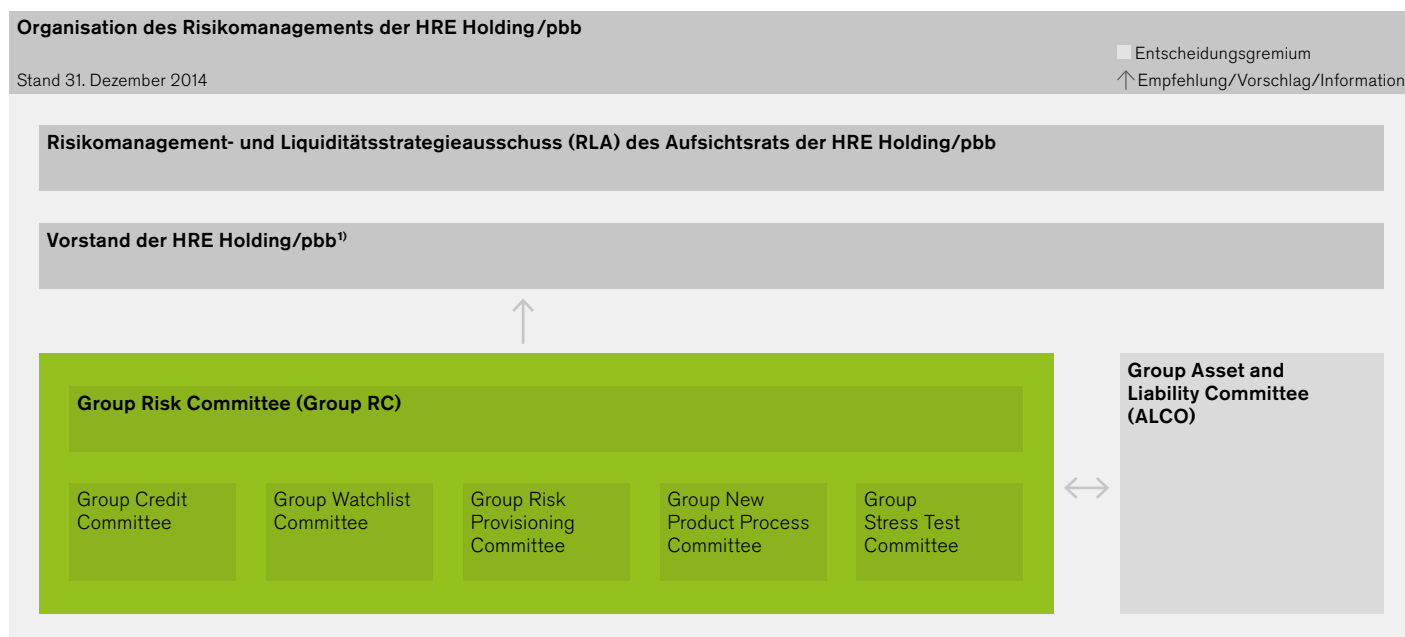 Organisation des Risikomanagements der HRE Holding/pbb
Stand 31. Dezember 2014
Entscheidungsgremium
Empfehlung/Vorschlag/Information
Risikomanagement- und Liquiditätsstrategieausschuss (RLA) des Aufsichtsrats der HRE Holding/pbb
Vorstand der HRE Holding/pbb¹⁾
Group Risk Committee (Group RC)
Group Credit
Committee
Group Watchlist
Committee
Group Risk
Provisioning
Committee
Group New
Product Process
Committee
Group
Stress Test
Committee
Group Asset and
Liability Committee
(ALCO)